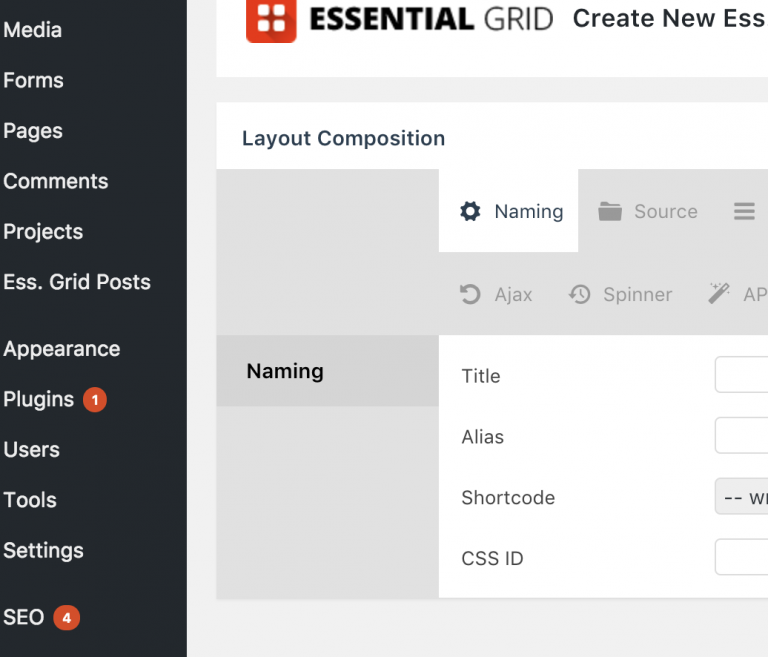 Media
Forms
Pages
Comments
Projects
Ess. Grid Posts
Appearance
Plugins 1
Users
Tools
Settings
SEO 4
ESSENTIAL GRID Create New Ess
Layout Composition
Naming Source
Ajax Spinner AP
Naming
Title
Alias
Shortcode -- wr
CSS ID